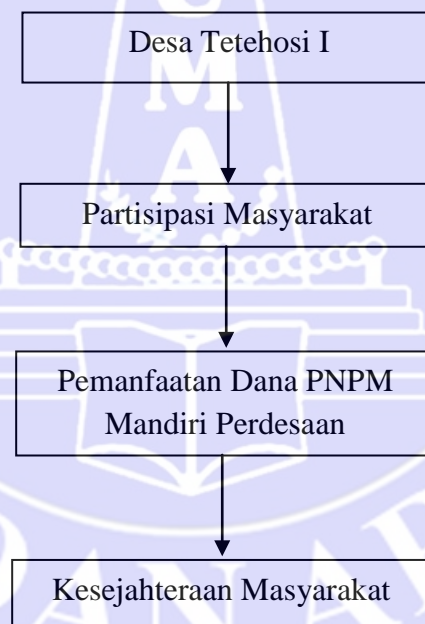 Desa Tetehosi I
Partisipasi Masyarakat
Pemanfaatan Dana PNPM
Mandiri Perdesaan
Kesejahteraan Masyarakat